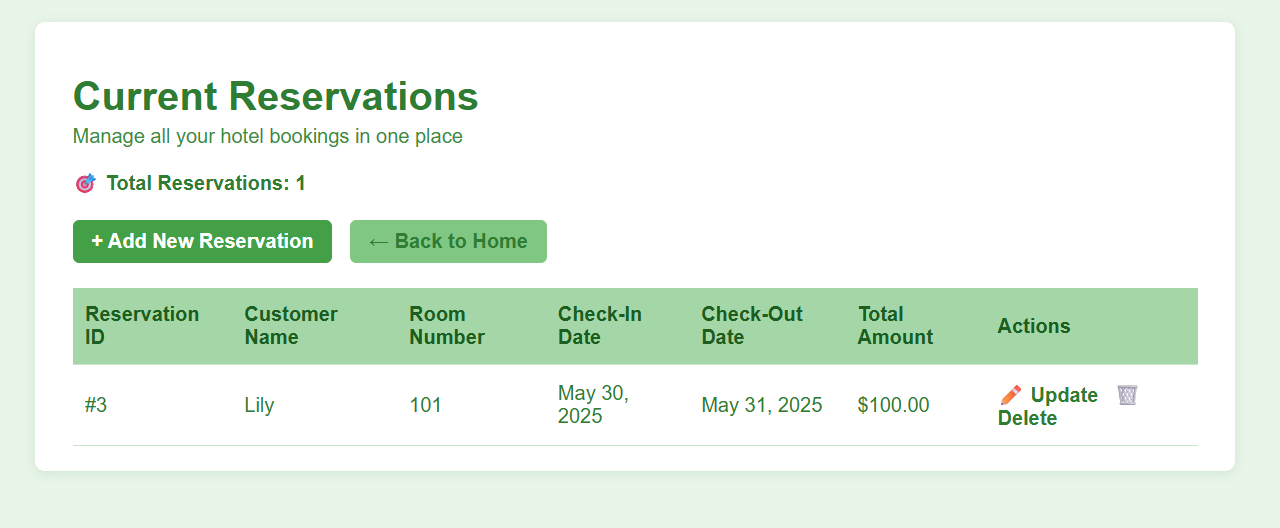 Current Reservations
Manage all your hotel bookings in one place
🎯 Total Reservations: 1
+ Add New Reservation
← Back to Home
Reservation ID
Customer Name
Room Number
Check-In Date
Check-Out Date
Total Amount
Actions
#3
Lily
101
May 30, 2025
May 31, 2025
$100.00
✏️ Update 🗑️ Delete